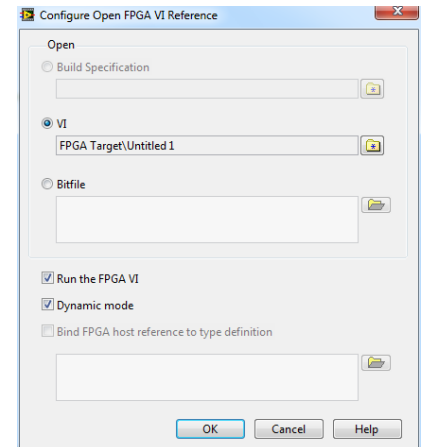 Configure Open FPGA VI Reference
Open
Build Specification
VI
FPGA Target\Untitled 1
Bitfile
Run the FPGA VI
Dynamic mode
Bind FPGA host reference to type definition
OK Cancel Help